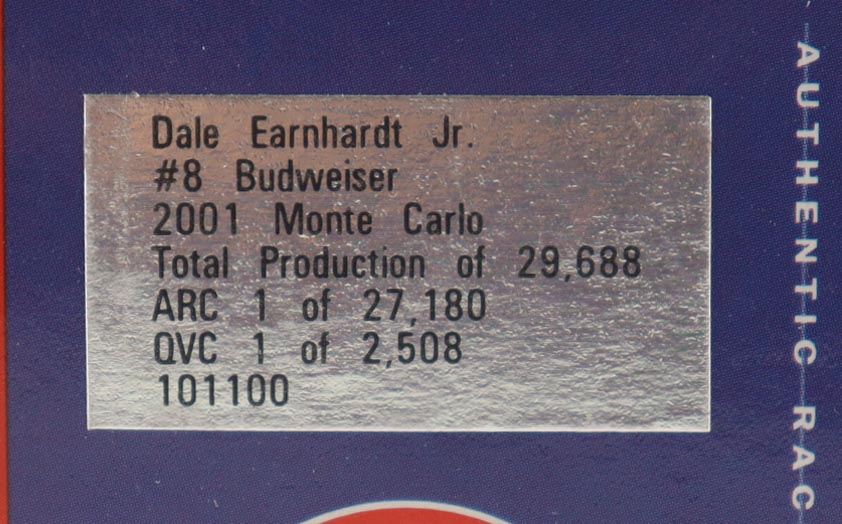 Dale Earnhardt Jr.
#8 Budweiser
2001 Monte Carlo
Total Production of 29,688
ARC 1 of 27,180
QVC 1 of 2,508
101100
AUTHENTIC RAC